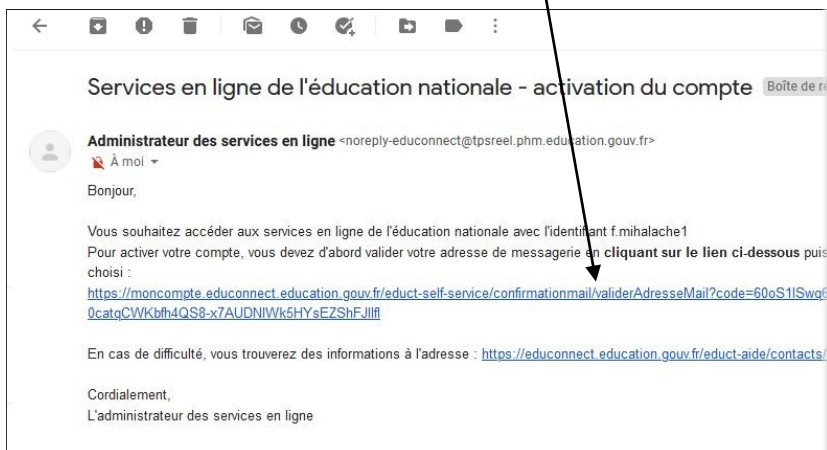 Services en ligne de l'éducation nationale - activation du compte Boîte de
Administrateur des services en ligne <noreply-educonnect@tpsreel.phm.education.gouv.fr>
À moi
Bonjour,
Vous souhaitez accéder aux services en ligne de l'éducation nationale avec l'identifiant f.mihalache1
Pour activer votre compte, vous devez d'abord valider votre adresse de messagerie en cliquant sur le lien ci-dessous puis
choisi :
https://moncompte.educonnect.education.gouv.fr/educt-self-service/confirmationmail/validerAdresseMail?code=60oS1ISwq6
0catqCWKbfh4QS8-x7AUDNIWk5HYsEZShFJIlfl
En cas de difficulté, vous trouverez des informations à l'adresse : https://educonnect.education.gouv.fr/educt-aide/contacts/
Cordialement,
L'administrateur des services en ligne